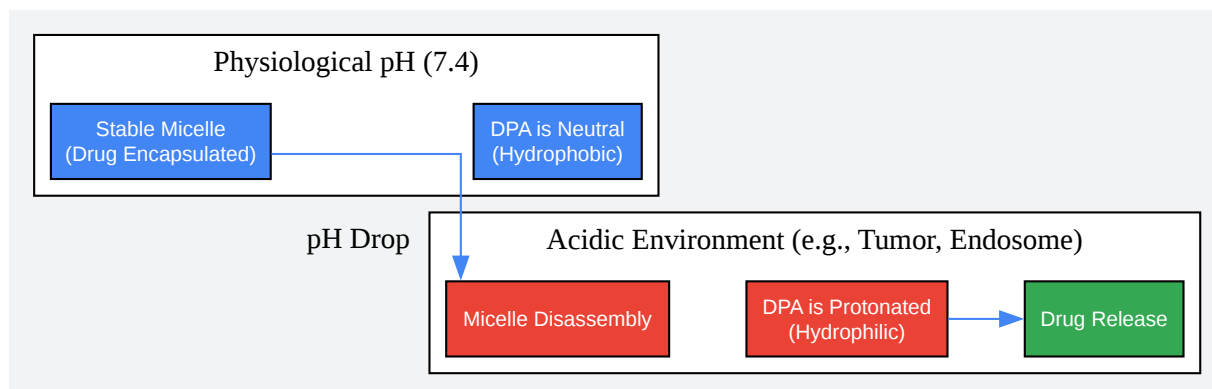 Physiological pH (7.4)
Stable Micelle
(Drug Encapsulated)
DPA is Neutral
(Hydrophobic)
pH Drop
Acidic Environment (e.g., Tumor, Endosome)
Micelle Disassembly
DPA is Protonated
(Hydrophilic)
Drug Release